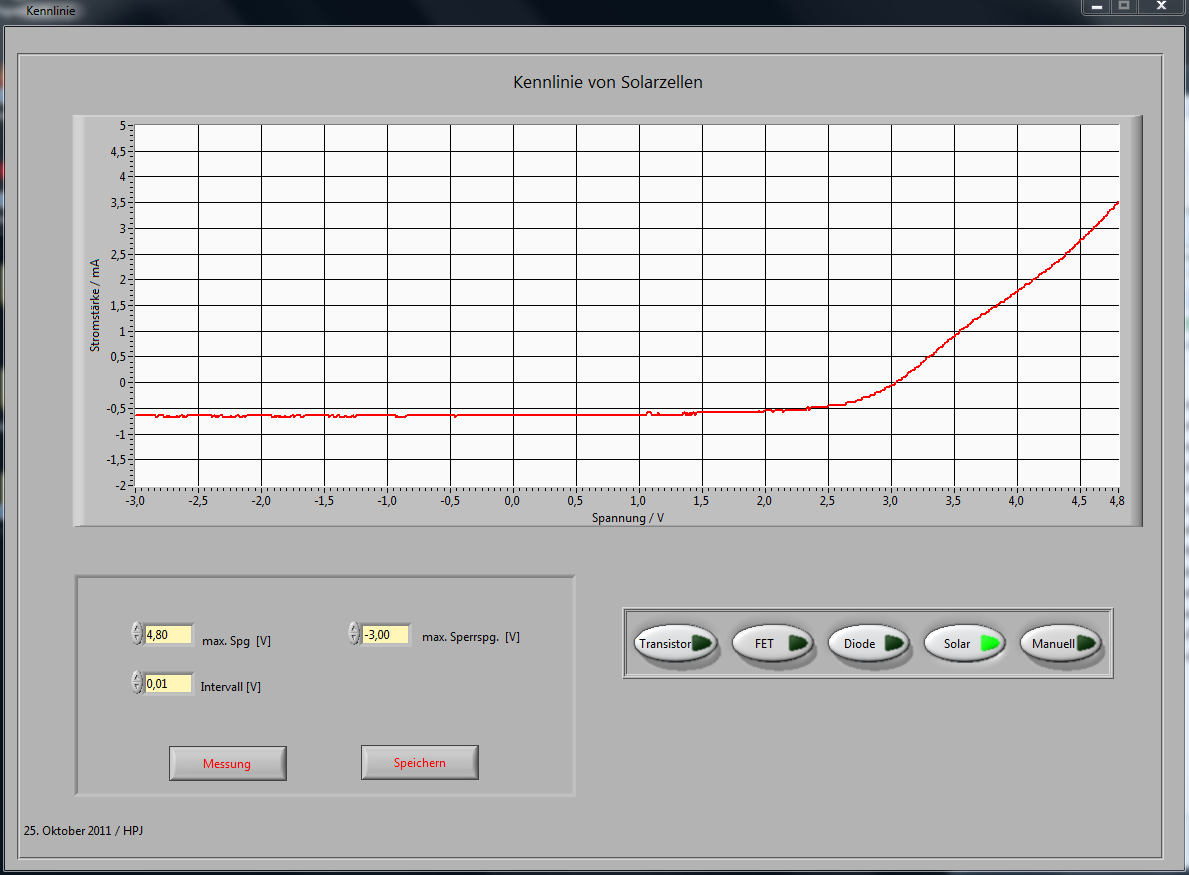 Kennlinie
Kennlinie von Solarzellen
5
4,5
4
3,5
3
2,5
2
1,5
1
0,5
0
-0,5
-1
-1,5
-2
Stromstärke / mA
-3,0 -2,5 -2,0 -1,5 -1,0 -0,5 0,0 0,5 1,0 1,5 2,0 2,5 3,0 3,5 4,0 4,5 4,8
Spannung / V
4,80 max. Spg [V] -3,00 max. Sperrspg. [V]
0,01 Intervall [V]
Messung Speichern
Transistor FET Diode Solar Manuell
25. Oktober 2011 / HPJ